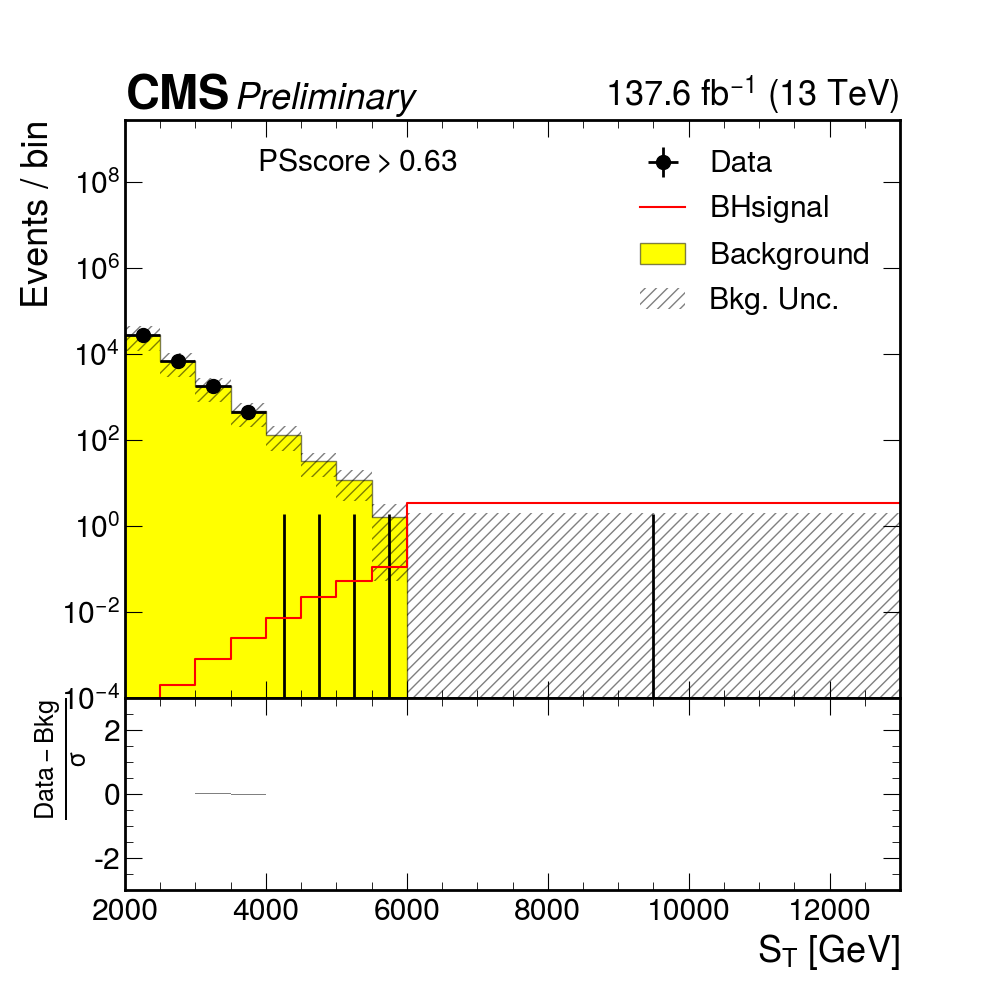 CMS Preliminary 137.6 fb⁻¹ (13 TeV)
Events / bin
PSscore > 0.63
Data
BHsignal
Background
Bkg. Unc.
10⁸
10⁶
10⁴
10²
10⁰
10⁻²
10⁻⁴
Data – Bkg
σ
2
0
-2
2000 4000 6000 8000 10000 12000
S_T [GeV]